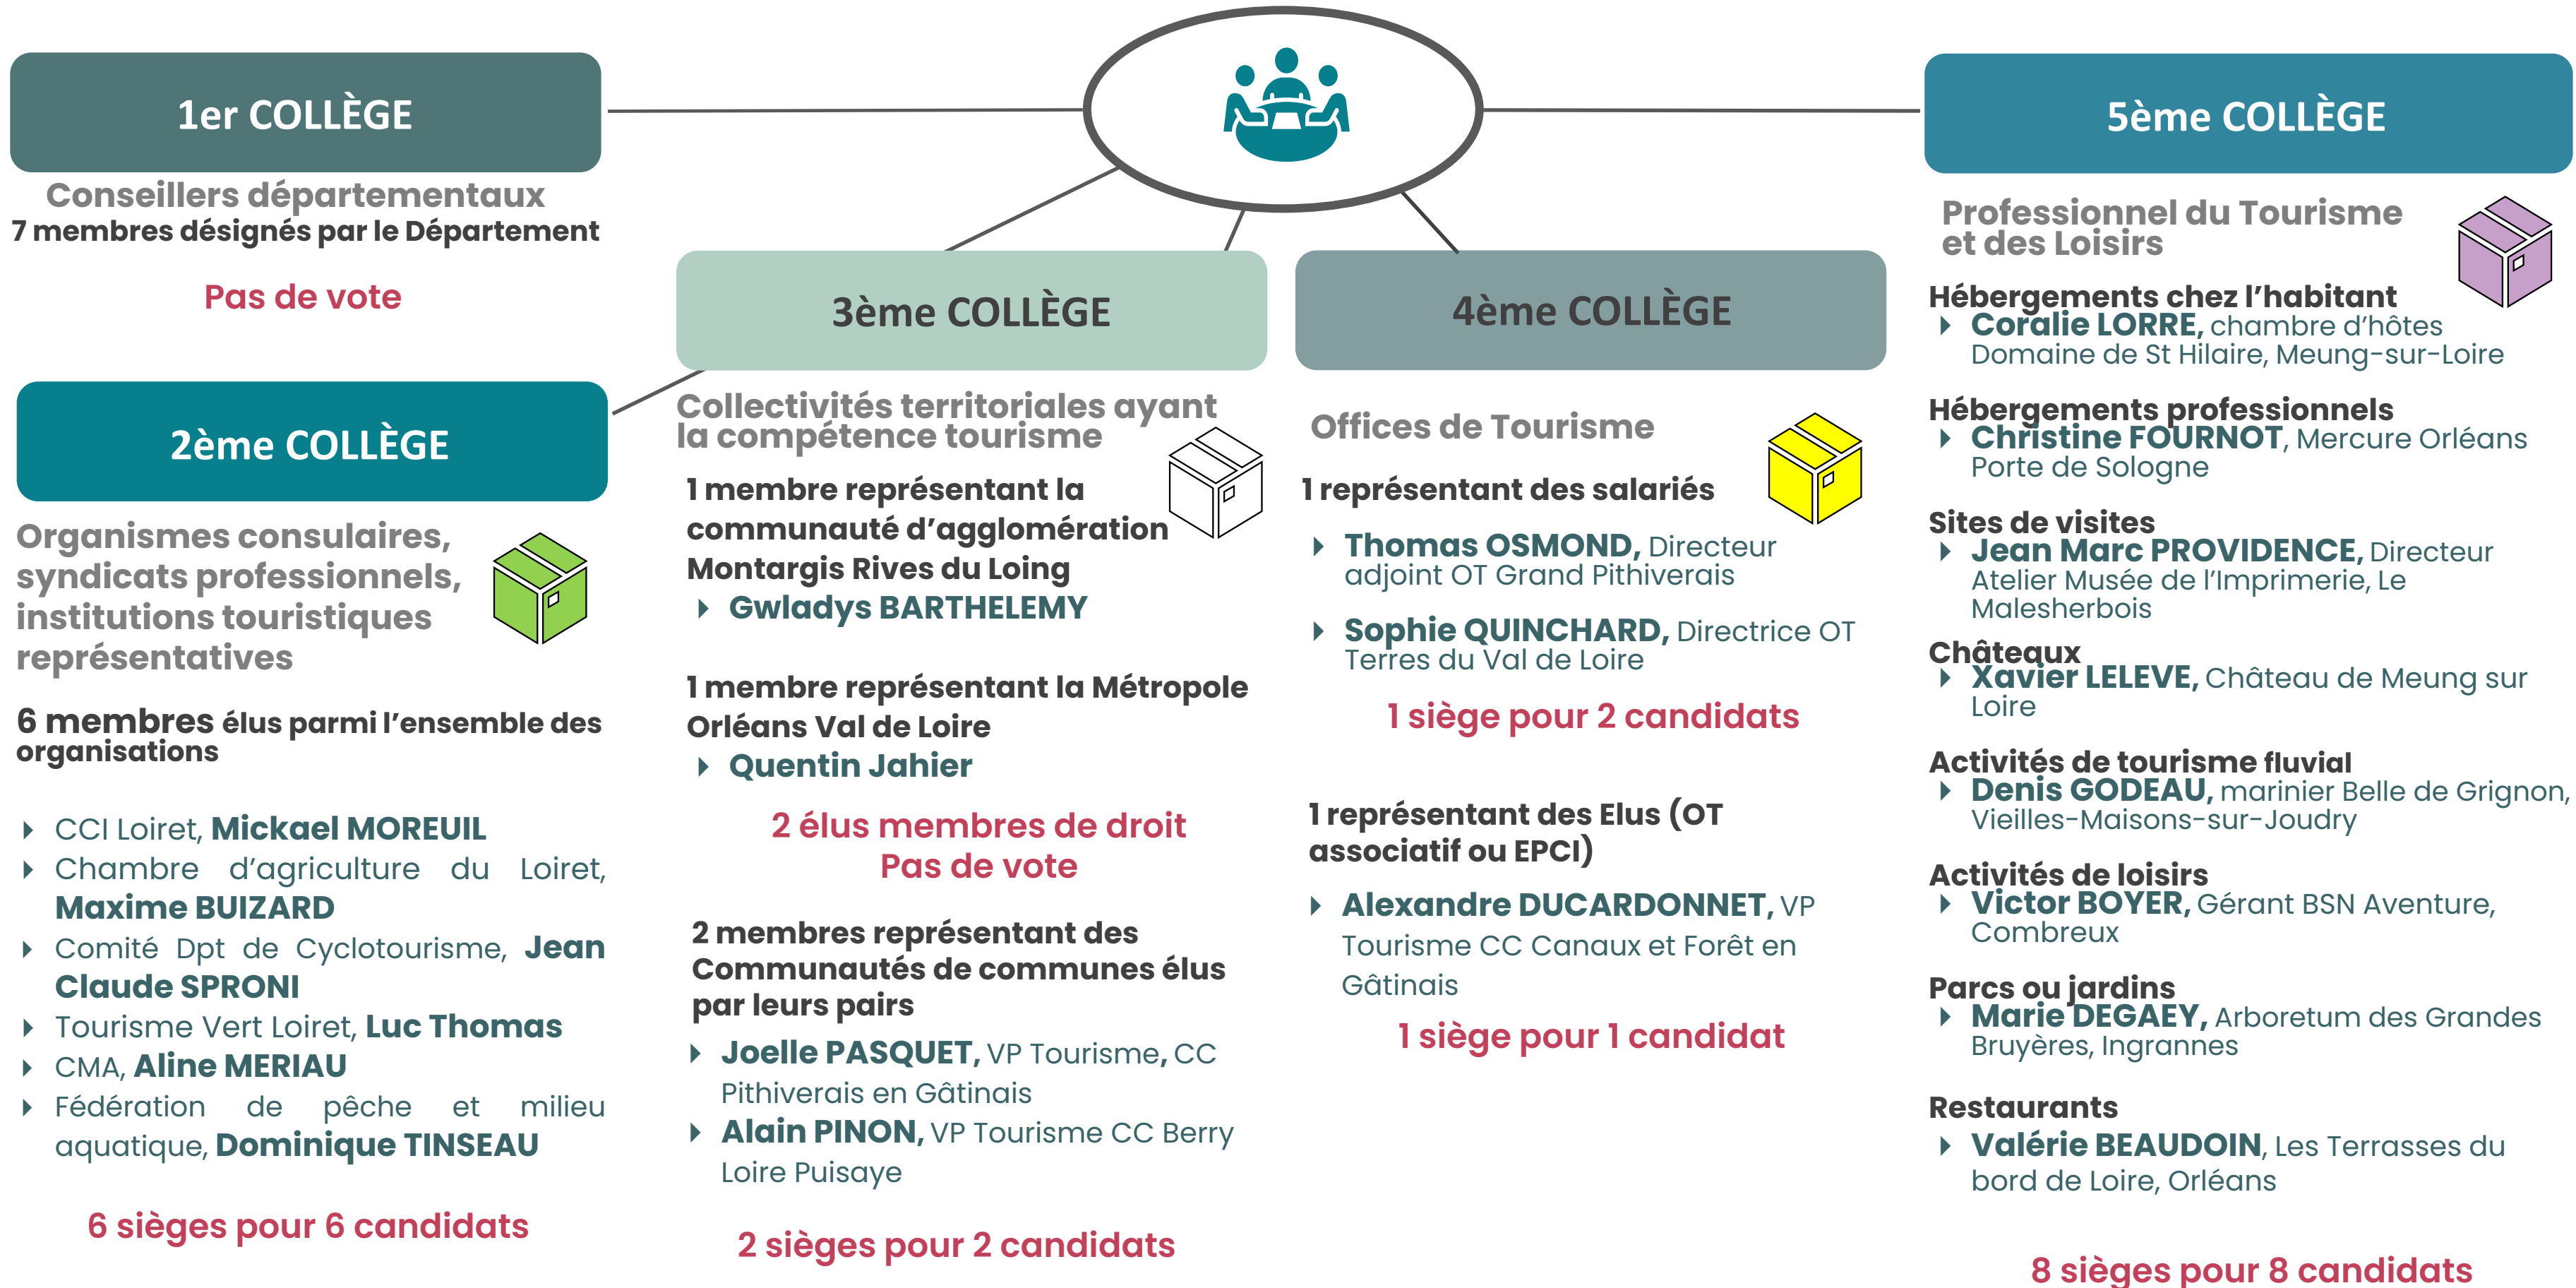 1er COLLÈGE
Conseillers départementaux
7 membres désignés par le Département
Pas de vote
2ème COLLÈGE
Organismes consulaires,
syndicats professionnels,
institutions touristiques
représentatives
6 membres élus parmi l’ensemble des
organisations
CCI Loiret, Mickael MOREUIL
Chambre d’agriculture du Loiret,
Maxime BUIZARD
Comité Dpt de Cyclotourisme, Jean
Claude SPRONI
Tourisme Vert Loiret, Luc Thomas
CMA, Aline MERIAU
Fédération de pêche et milieu
aquatique, Dominique TINSEAU
6 sièges pour 6 candidats
3ème COLLÈGE
Collectivités territoriales ayant
la compétence tourisme
1 membre représentant la
communauté d’agglomération
Montargis Rives du Loing
Gwladys BARTHELEMY
1 membre représentant la Métropole
Orléans Val de Loire
Quentin Jahier
2 élus membres de droit
Pas de vote
2 membres représentant des
Communautés de communes élus
par leurs pairs
Joelle PASQUET, VP Tourisme, CC
Pithiverais en Gâtinais
Alain PINON, VP Tourisme CC Berry
Loire Puisaye
2 sièges pour 2 candidats
4ème COLLÈGE
Offices de Tourisme
1 représentant des salariés
Thomas OSMOND, Directeur
adjoint OT Grand Pithiverais
Sophie QUINCHARD, Directrice OT
Terres du Val de Loire
1 siège pour 2 candidats
1 représentant des Elus (OT
associatif ou EPCI)
Alexandre DUCARDONNET, VP
Tourisme CC Canaux et Forêt en
Gâtinais
1 siège pour 1 candidat
5ème COLLÈGE
Professionnel du Tourisme
et des Loisirs
Hébergements chez l’habitant
Coralie LORRE, chambre d’hôtes
Domaine de St Hilaire, Meung-sur-Loire
Hébergements professionnels
Christine FOURNOT, Mercure Orléans
Porte de Sologne
Sites de visites
Jean Marc PROVIDENCE, Directeur
Atelier Musée de l’Imprimerie, Le
Malesherbois
Châteaux
Xavier LELEVE, Château de Meung sur
Loire
Activités de tourisme fluvial
Denis GODEAU, marinier Belle de Grignon,
Vieilles-Maisons-sur-Joudry
Activités de loisirs
Victor BOYER, Gérant BSN Aventure,
Combreux
Parcs ou jardins
Marie DEGAEY, Arboretum des Grandes
Bruyères, Ingrannes
Restaurants
Valérie BEAUDOIN, Les Terrasses du
bord de Loire, Orléans
8 sièges pour 8 candidats